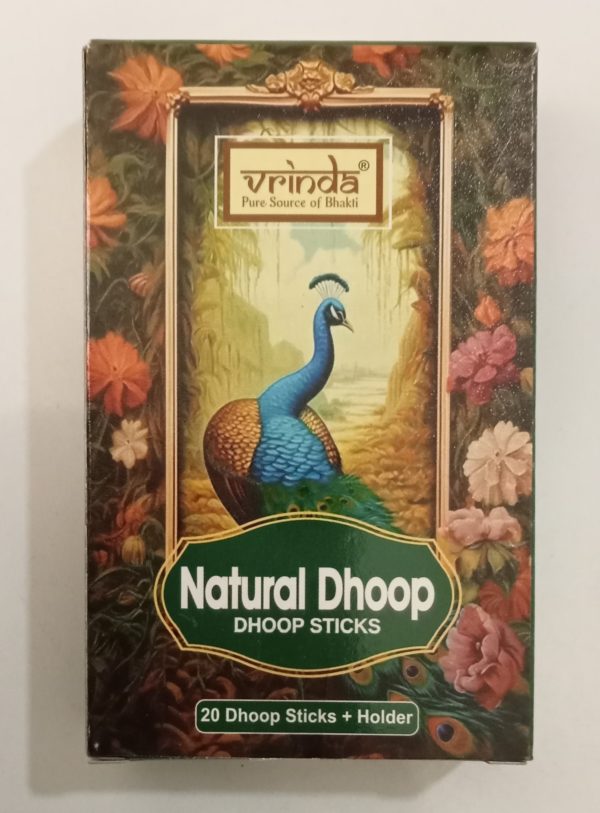 vrinda®
Pure Source of Bhakti
Natural Dhoop
DHOOP STICKS
20 Dhoop Sticks + Holder